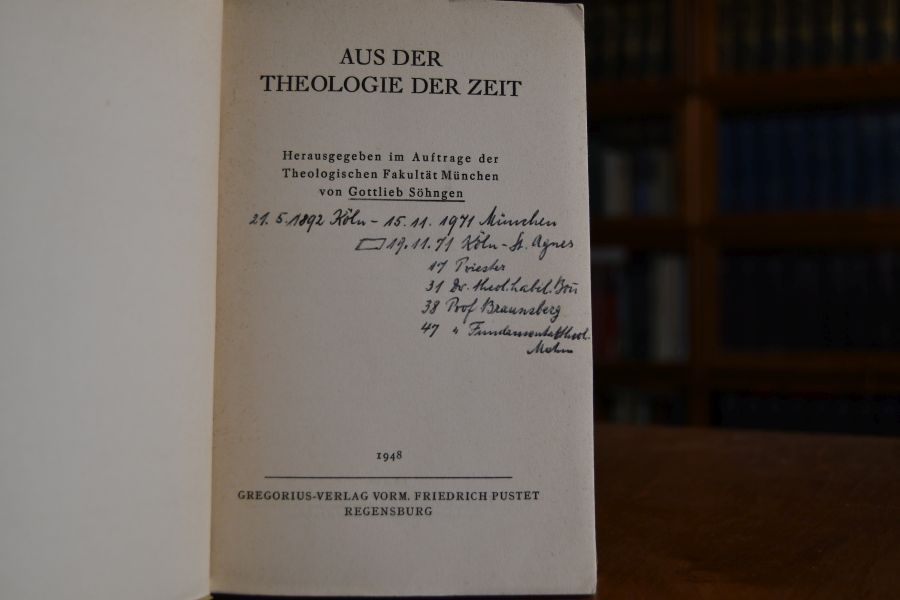 AUS DER
THEOLOGIE DER ZEIT
Herausgegeben im Auftrage der
Theologischen Fakultät München
von Gottlieb Söhngen
21. 5. 1892 Köln - 15. 11. 1971 München
19. 11. 71 Köln - St. Agnes
17 Priester
31 Dr. theol. habil.
38 Prof Braunsberg
47 " Fundamentaltheol.
1948
GREGORIUS-VERLAG VORM. FRIEDRICH PUSTET
REGENSBURG